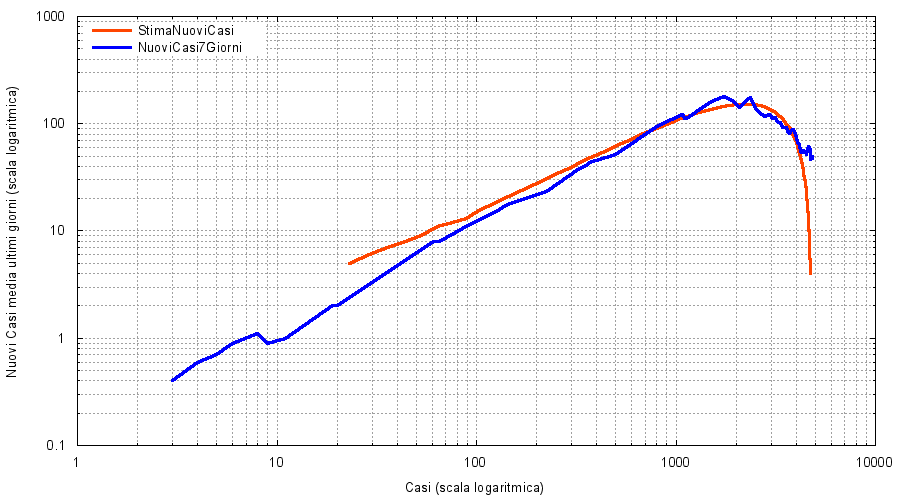 1000
StimaNuoviCasi
NuoviCasi7Giorni
100
10
1
0.1
Nuovi Casi media ultimi giorni (scala logaritmica)
1 10 100 1000 10000
Casi (scala logaritmica)